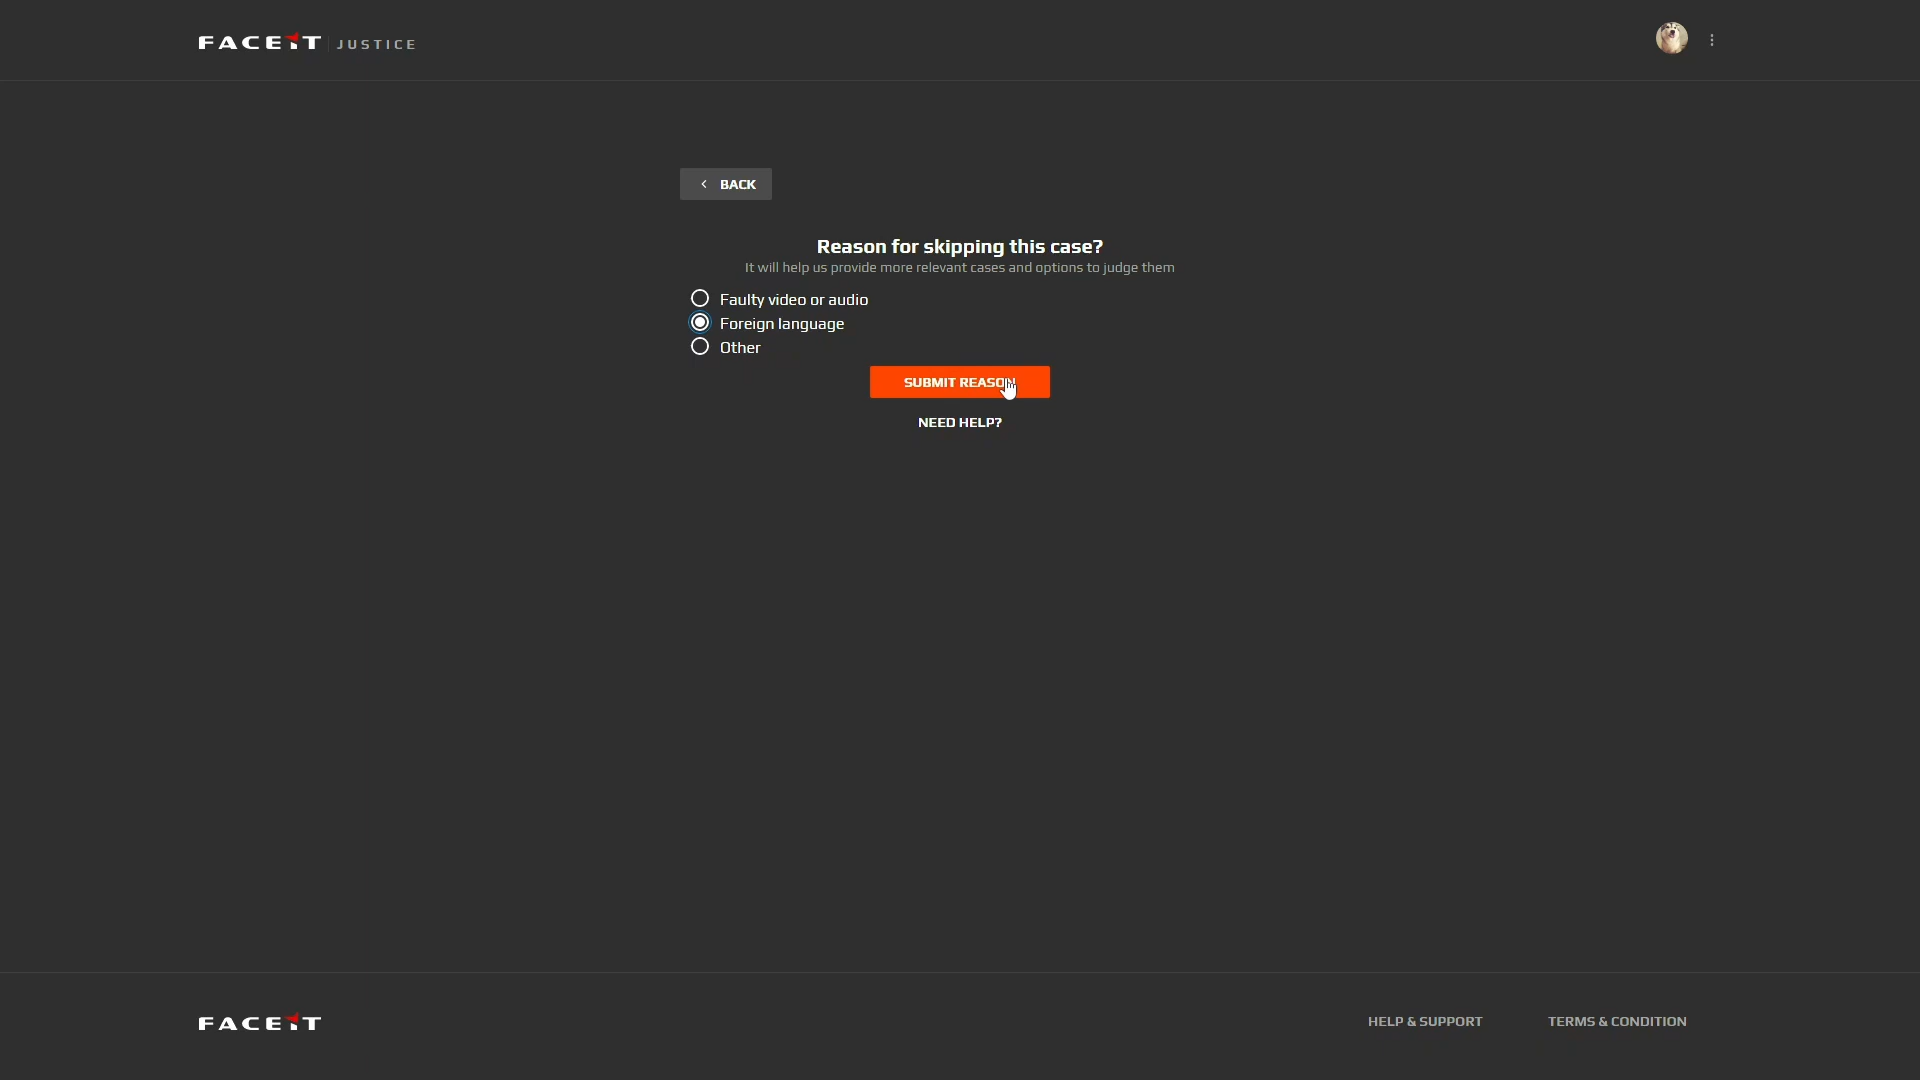 FACEIT JUSTICE
BACK
Reason for skipping this case?
It will help us provide more relevant cases and options to judge them
Faulty video or audio
Foreign language
Other
SUBMIT REASON
NEED HELP?
FACEIT
HELP & SUPPORT
TERMS & CONDITION